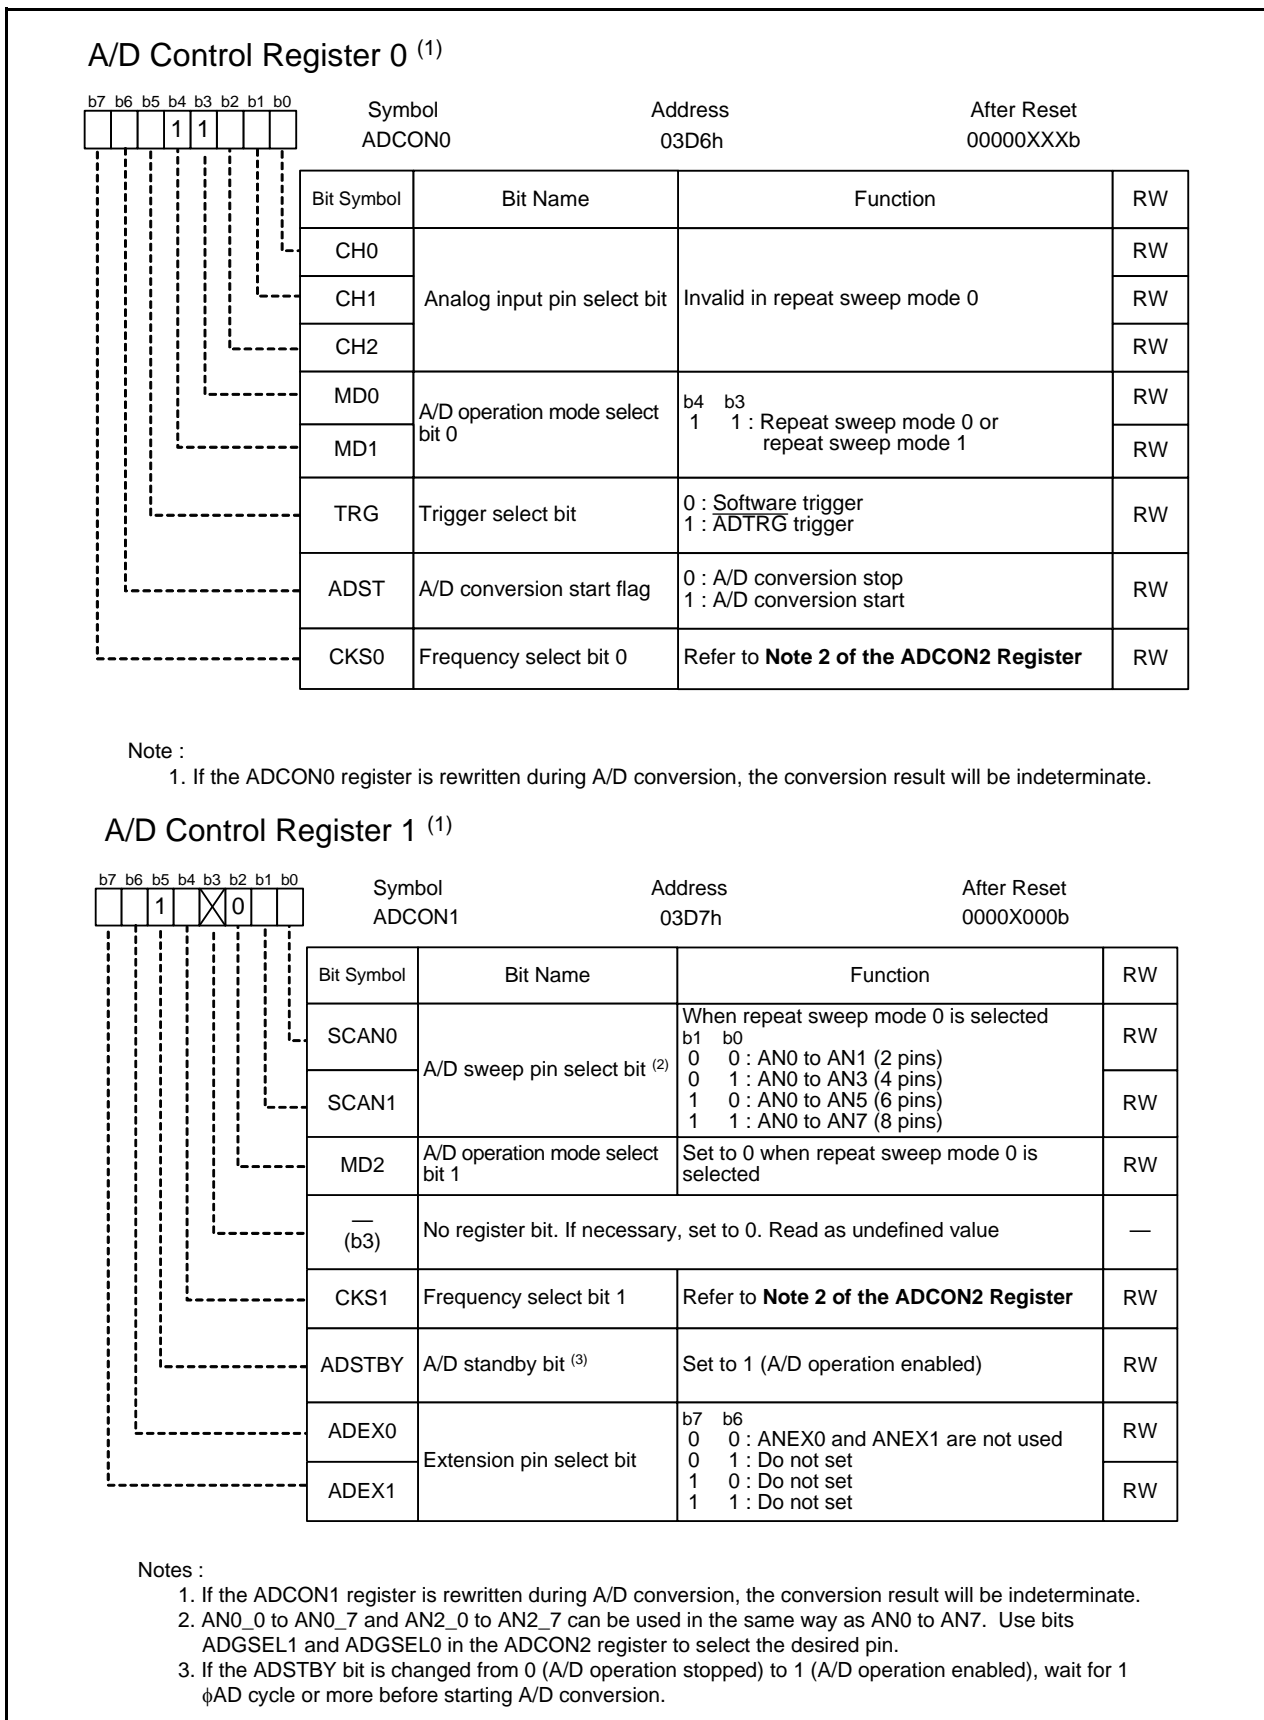 A/D Control Register 0 (1)
b7 b6 b5 b4 b3 b2 b1 b0
1 1
Symbol Address After Reset
ADCON0 03D6h 00000XXXb
Bit Symbol Bit Name Function RW
CH0 RW
CH1 Analog input pin select bit Invalid in repeat sweep mode 0 RW
CH2 RW
MD0 RW
A/D operation mode select
bit 0
b4 b3
1 1 : Repeat sweep mode 0 or
repeat sweep mode 1
MD1 RW
TRG Trigger select bit 0 : Software trigger
1 : ADTRG trigger RW
ADST A/D conversion start flag 0 : A/D conversion stop
1 : A/D conversion start RW
CKS0 Frequency select bit 0 Refer to Note 2 of the ADCON2 Register RW
Note :
1. If the ADCON0 register is rewritten during A/D conversion, the conversion result will be indeterminate.
A/D Control Register 1 (1)
b7 b6 b5 b4 b3 b2 b1 b0
1 0
Symbol Address After Reset
ADCON1 03D7h 0000X000b
Bit Symbol Bit Name Function RW
SCAN0 RW
A/D sweep pin select bit (2)
When repeat sweep mode 0 is selected
b1 b0
0 0 : AN0 to AN1 (2 pins)
0 1 : AN0 to AN3 (4 pins)
1 0 : AN0 to AN5 (6 pins)
1 1 : AN0 to AN7 (8 pins)
SCAN1 RW
MD2 A/D operation mode select
bit 1
Set to 0 when repeat sweep mode 0 is
selected RW
—
(b3) No register bit. If necessary, set to 0. Read as undefined value —
CKS1 Frequency select bit 1 Refer to Note 2 of the ADCON2 Register RW
ADSTBY A/D standby bit (3) Set to 1 (A/D operation enabled) RW
ADEX0 RW
Extension pin select bit
b7 b6
0 0 : ANEX0 and ANEX1 are not used
0 1 : Do not set
1 0 : Do not set
1 1 : Do not set
ADEX1 RW
Notes :
1. If the ADCON1 register is rewritten during A/D conversion, the conversion result will be indeterminate.
2. AN0_0 to AN0_7 and AN2_0 to AN2_7 can be used in the same way as AN0 to AN7. Use bits
ADGSEL1 and ADGSEL0 in the ADCON2 register to select the desired pin.
3. If the ADSTBY bit is changed from 0 (A/D operation stopped) to 1 (A/D operation enabled), wait for 1
ϕAD cycle or more before starting A/D conversion.